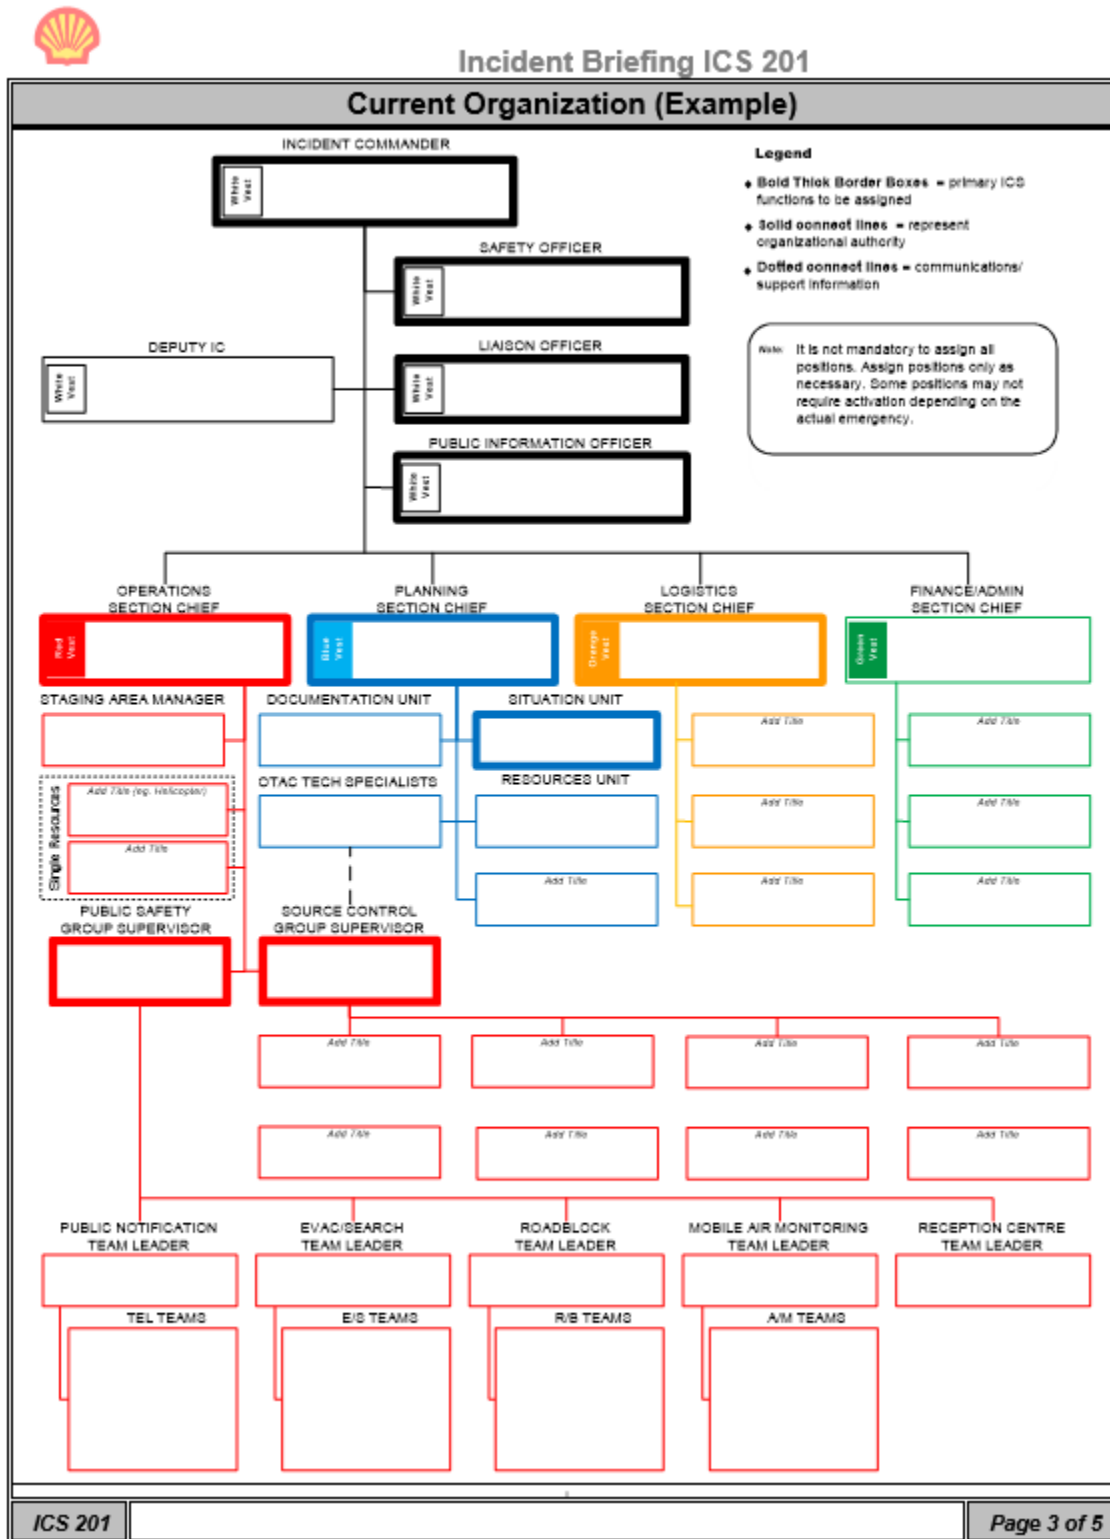 Incident Briefing ICS 201
Current Organization (Example)
INCIDENT COMMANDER
White
Vest
Legend
Bold Thick Border Boxes = primary ICS
functions to be assigned
Solid connect lines = represent
organizational authority
Dotted connect lines = communications/
support information
SAFETY OFFICER
White
Vest
DEPUTY IC
White
Vest
LIAISON OFFICER
White
Vest
Note: It is not mandatory to assign all
positions. Assign positions only as
necessary. Some positions may not
require activation depending on the
actual emergency.
PUBLIC INFORMATION OFFICER
White
Vest
OPERATIONS
SECTION CHIEF
Red
Vest
PLANNING
SECTION CHIEF
Blue
Vest
LOGISTICS
SECTION CHIEF
Orange
Vest
FINANCE/ADMIN
SECTION CHIEF
Green
Vest
STAGING AREA MANAGER
DOCUMENTATION UNIT
SITUATION UNIT
Add Title
Add Title
Single Resources
Add Title (eg. Helicopter)
Add Title
OTAC TECH SPECIALISTS
RESOURCES UNIT
Add Title
Add Title
Add Title
Add Title
Add Title
PUBLIC SAFETY
GROUP SUPERVISOR
SOURCE CONTROL
GROUP SUPERVISOR
Add Title
Add Title
Add Title
Add Title
Add Title
Add Title
Add Title
Add Title
PUBLIC NOTIFICATION
TEAM LEADER
EVAC/SEARCH
TEAM LEADER
ROADBLOCK
TEAM LEADER
MOBILE AIR MONITORING
TEAM LEADER
RECEPTION CENTRE
TEAM LEADER
TEL TEAMS
E/S TEAMS
R/B TEAMS
A/M TEAMS
ICS 201
Page 3 of 5